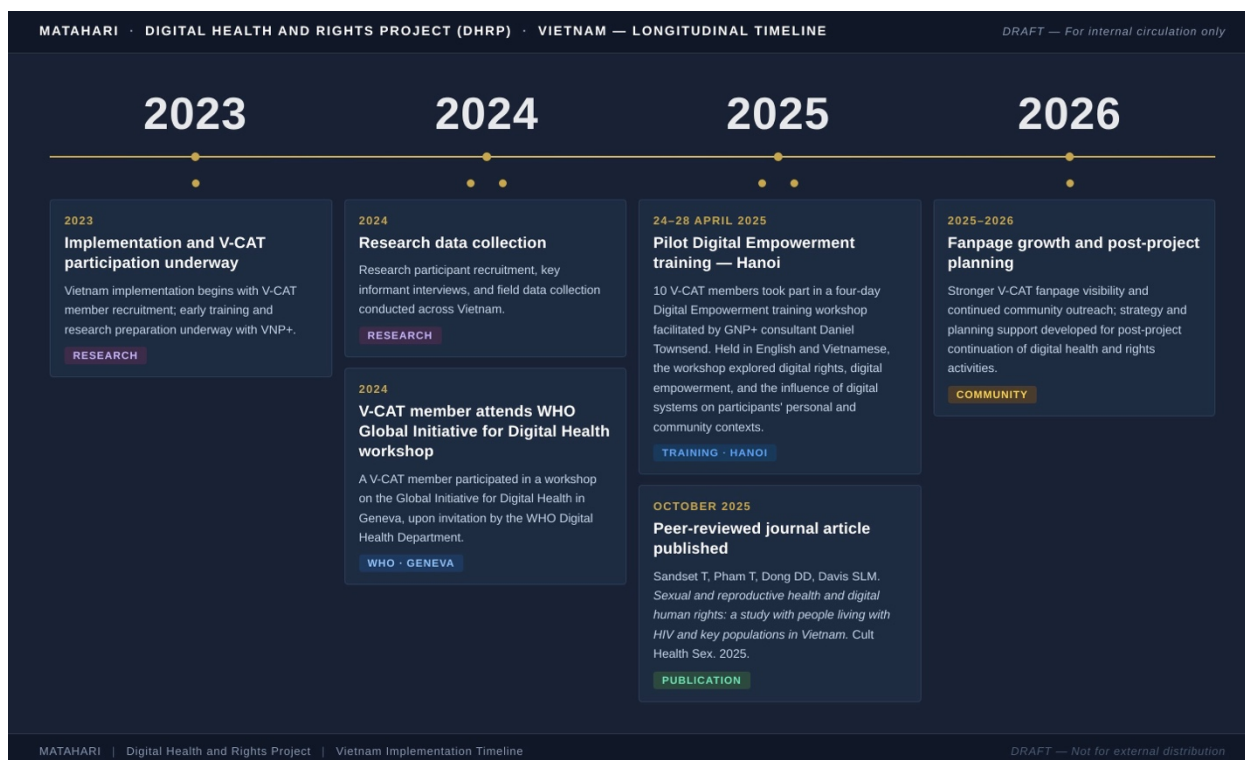 MATAHARI · DIGITAL HEALTH AND RIGHTS PROJECT (DHRP) · VIETNAM — LONGITUDINAL TIMELINE
DRAFT — For internal circulation only
2023
2024
2025
2026
2023
Implementation and V-CAT
participation underway
Vietnam implementation begins with V-CAT
member recruitment; early training and
research preparation underway with VNP+.
RESEARCH
2024
Research data collection
Research participant recruitment, key
informant interviews, and field data collection
conducted across Vietnam.
RESEARCH
2024
V-CAT member attends WHO
Global Initiative for Digital Health
workshop
A V-CAT member participated in a workshop
on the Global Initiative for Digital Health in
Geneva, upon invitation by the WHO Digital
Health Department.
WHO · GENEVA
24–28 APRIL 2025
Pilot Digital Empowerment
training — Hanoi
10 V-CAT members took part in a four-day
Digital Empowerment training workshop
facilitated by GNP+ consultant Daniel
Townsend. Held in English and Vietnamese,
the workshop explored digital rights, digital
empowerment, and the influence of digital
systems on participants' personal and
community contexts.
TRAINING · HANOI
OCTOBER 2025
Peer-reviewed journal article
published
Sandset T, Pham T, Dong DD, Davis SLM.
Sexual and reproductive health and digital
human rights: a study with people living with
HIV and key populations in Vietnam. Cult
Health Sex. 2025.
PUBLICATION
2025–2026
Fanpage growth and post-project
planning
Stronger V-CAT fanpage visibility and
continued community outreach; strategy and
planning support developed for post-project
continuation of digital health and rights
activities.
COMMUNITY
MATAHARI | Digital Health and Rights Project | Vietnam Implementation Timeline
DRAFT — Not for external distribution